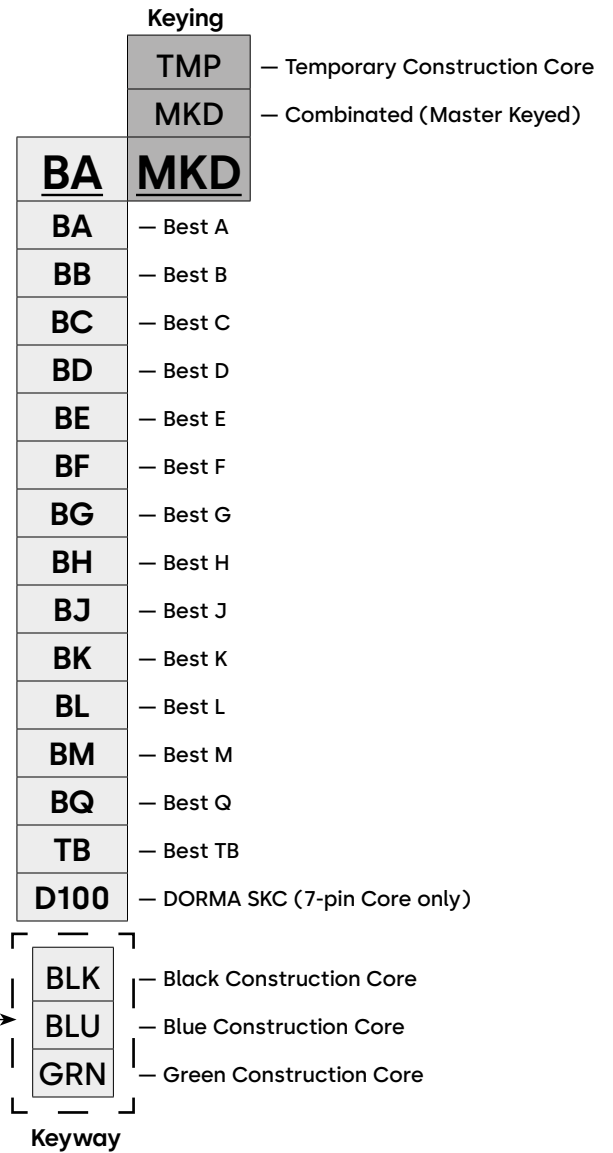 Keying
TMP — Temporary Construction Core
MKD — Combinated (Master Keyed)
BA MKD
BA — Best A
BB — Best B
BC — Best C
BD — Best D
BE — Best E
BF — Best F
BG — Best G
BH — Best H
BJ — Best J
BK — Best K
BL — Best L
BM — Best M
BQ — Best Q
TB — Best TB
D100 — DORMA SKC (7-pin Core only)
BLK — Black Construction Core
BLU — Blue Construction Core
GRN — Green Construction Core
Keyway